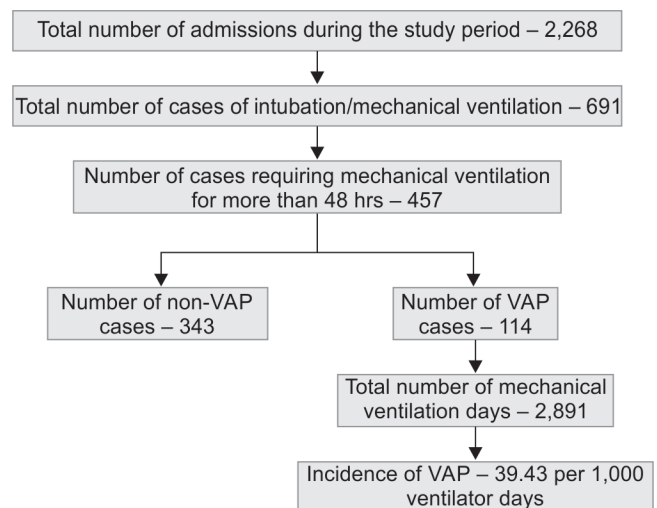 Total number of admissions during the study period – 2,268
Total number of cases of intubation/mechanical ventilation – 691
Number of cases requiring mechanical ventilation
for more than 48 hrs – 457
Number of non-VAP
cases – 343
Number of VAP
cases – 114
Total number of mechanical
ventilation days – 2,891
Incidence of VAP – 39.43 per 1,000
ventilator days